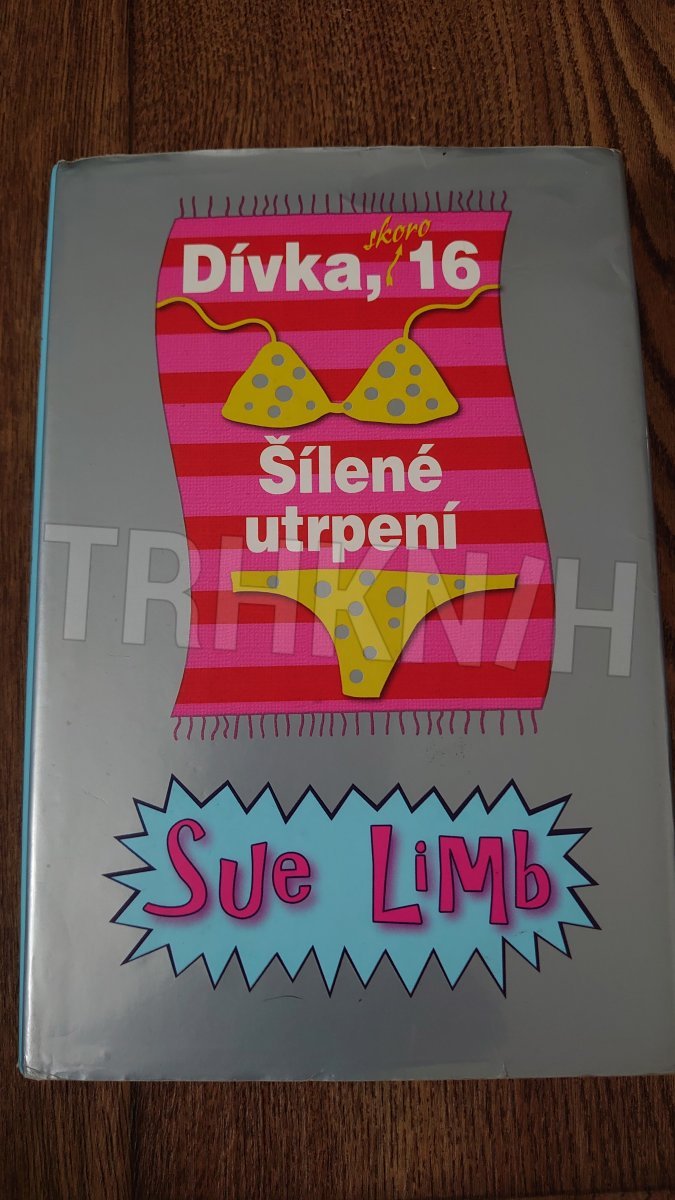 skoro
Dívka, 16
Šílené
utrpení
TRHKNIH
Sue Limb